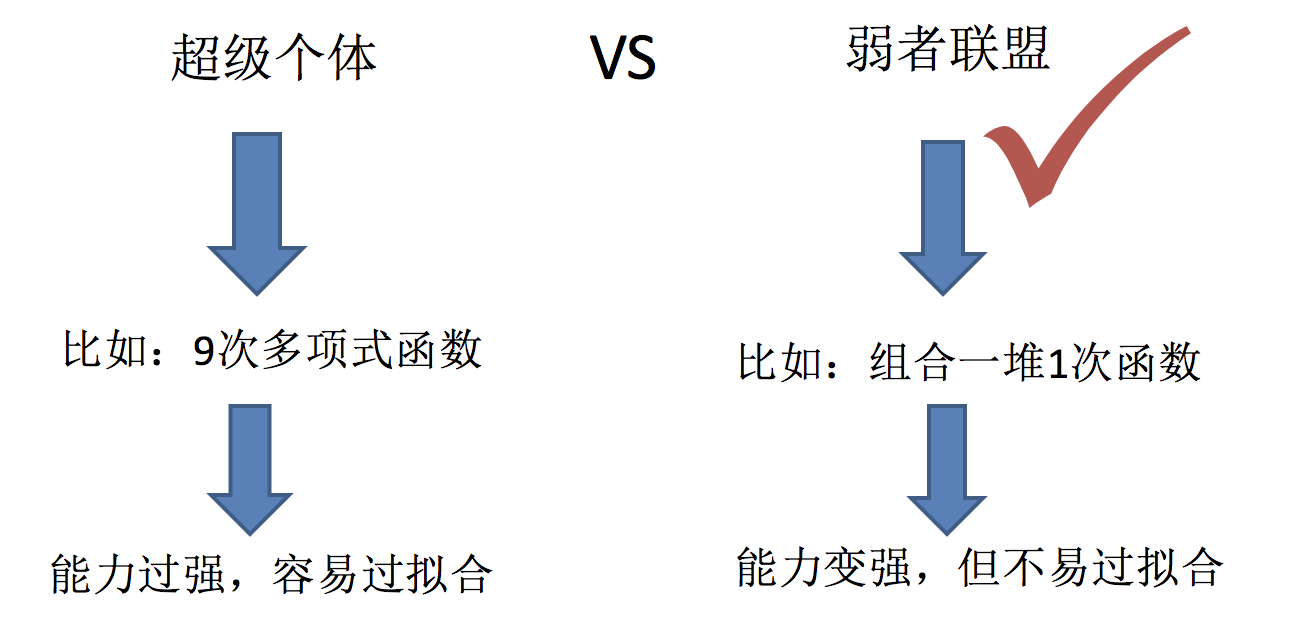 超级个体
VS
弱者联盟
比如：9次多项式函数
比如：组合一堆1次函数
能力过强，容易过拟合
能力变强，但不易过拟合